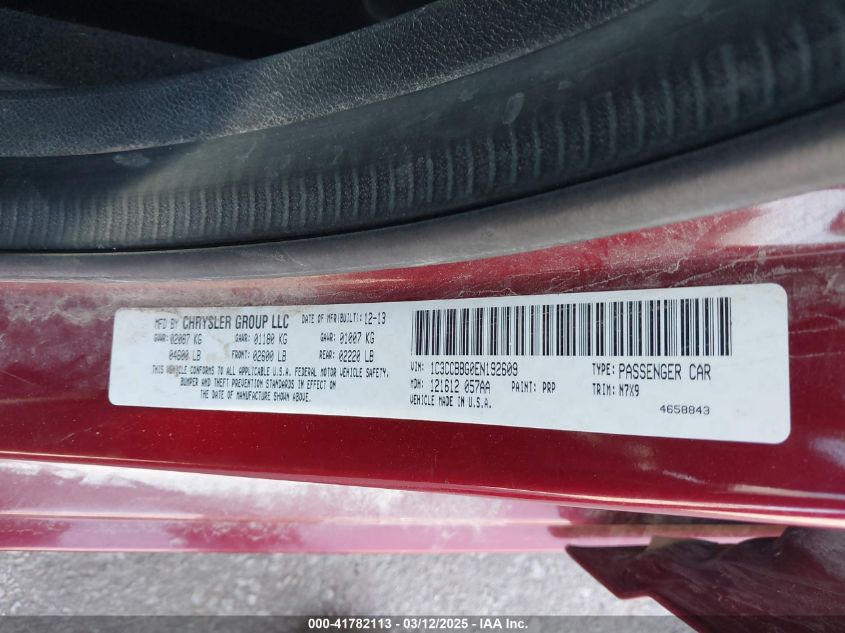 MFD BY CHRYSLER GROUP LLC DATE OF MFR(BUILT):12-13
GVWR: 02087 KG GAWR: 01180 KG GAWR: 01007 KG
04600 LB FRONT: 02600 LB REAR: 02220 LB
THIS VEHICLE CONFORMS TO ALL APPLICABLE U.S.A. FEDERAL MOTOR VEHICLE SAFETY,
BUMPER AND THEFT PREVENTION STANDARDS IN EFFECT ON
THE DATE OF MANUFACTURE SHOWN ABOVE.
VIN: 1C3CCBBG0EN192609 TYPE: PASSENGER CAR
MDH: 121612 057AA PAINT: PRP TRIM: N7X9
VEHICLE MADE IN U.S.A. 4658843
000-41782113 - 03/12/2025 - IAA Inc.